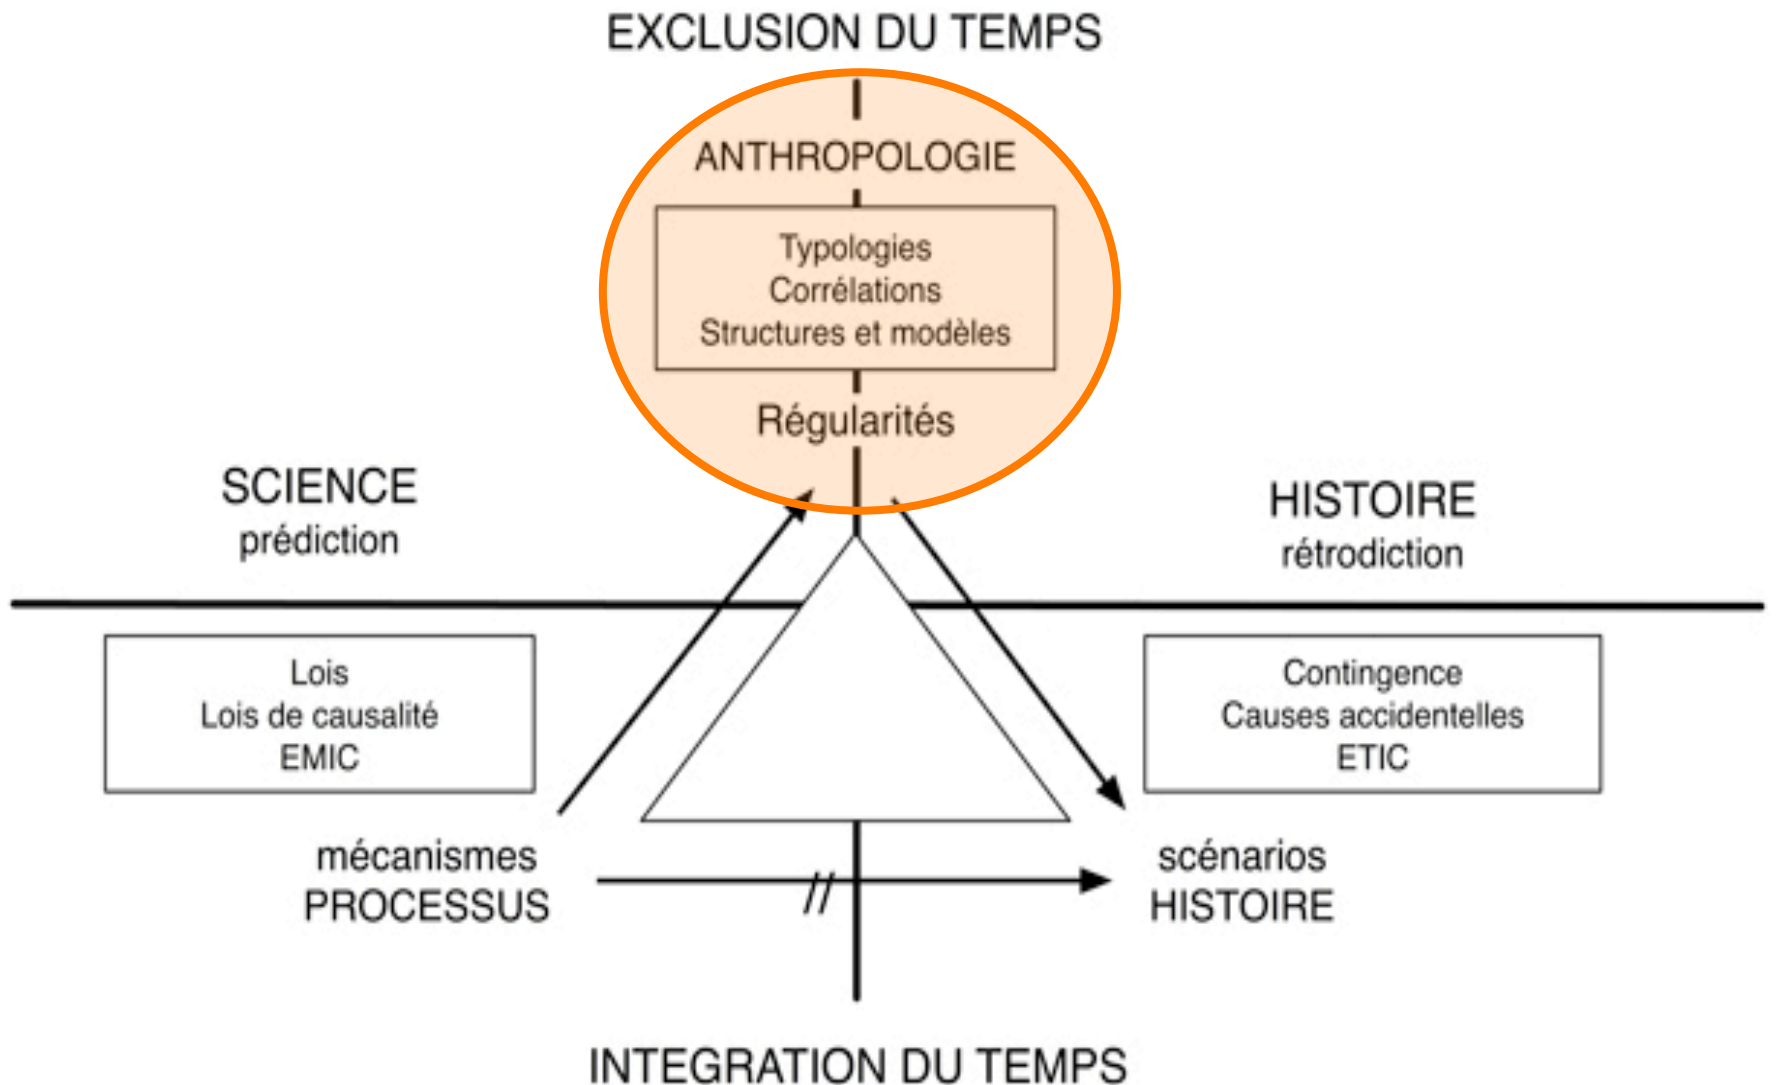 EXCLUSION DU TEMPS
ANTHROPOLOGIE
Typologies
Corrélations
Structures et modèles
Régularités
SCIENCE
prédiction
HISTOIRE
rétrodiction
Lois
Lois de causalité
EMIC
Contingence
Causes accidentelles
ETIC
mécanismes
PROCESSUS
//
scénarios
HISTOIRE
INTEGRATION DU TEMPS